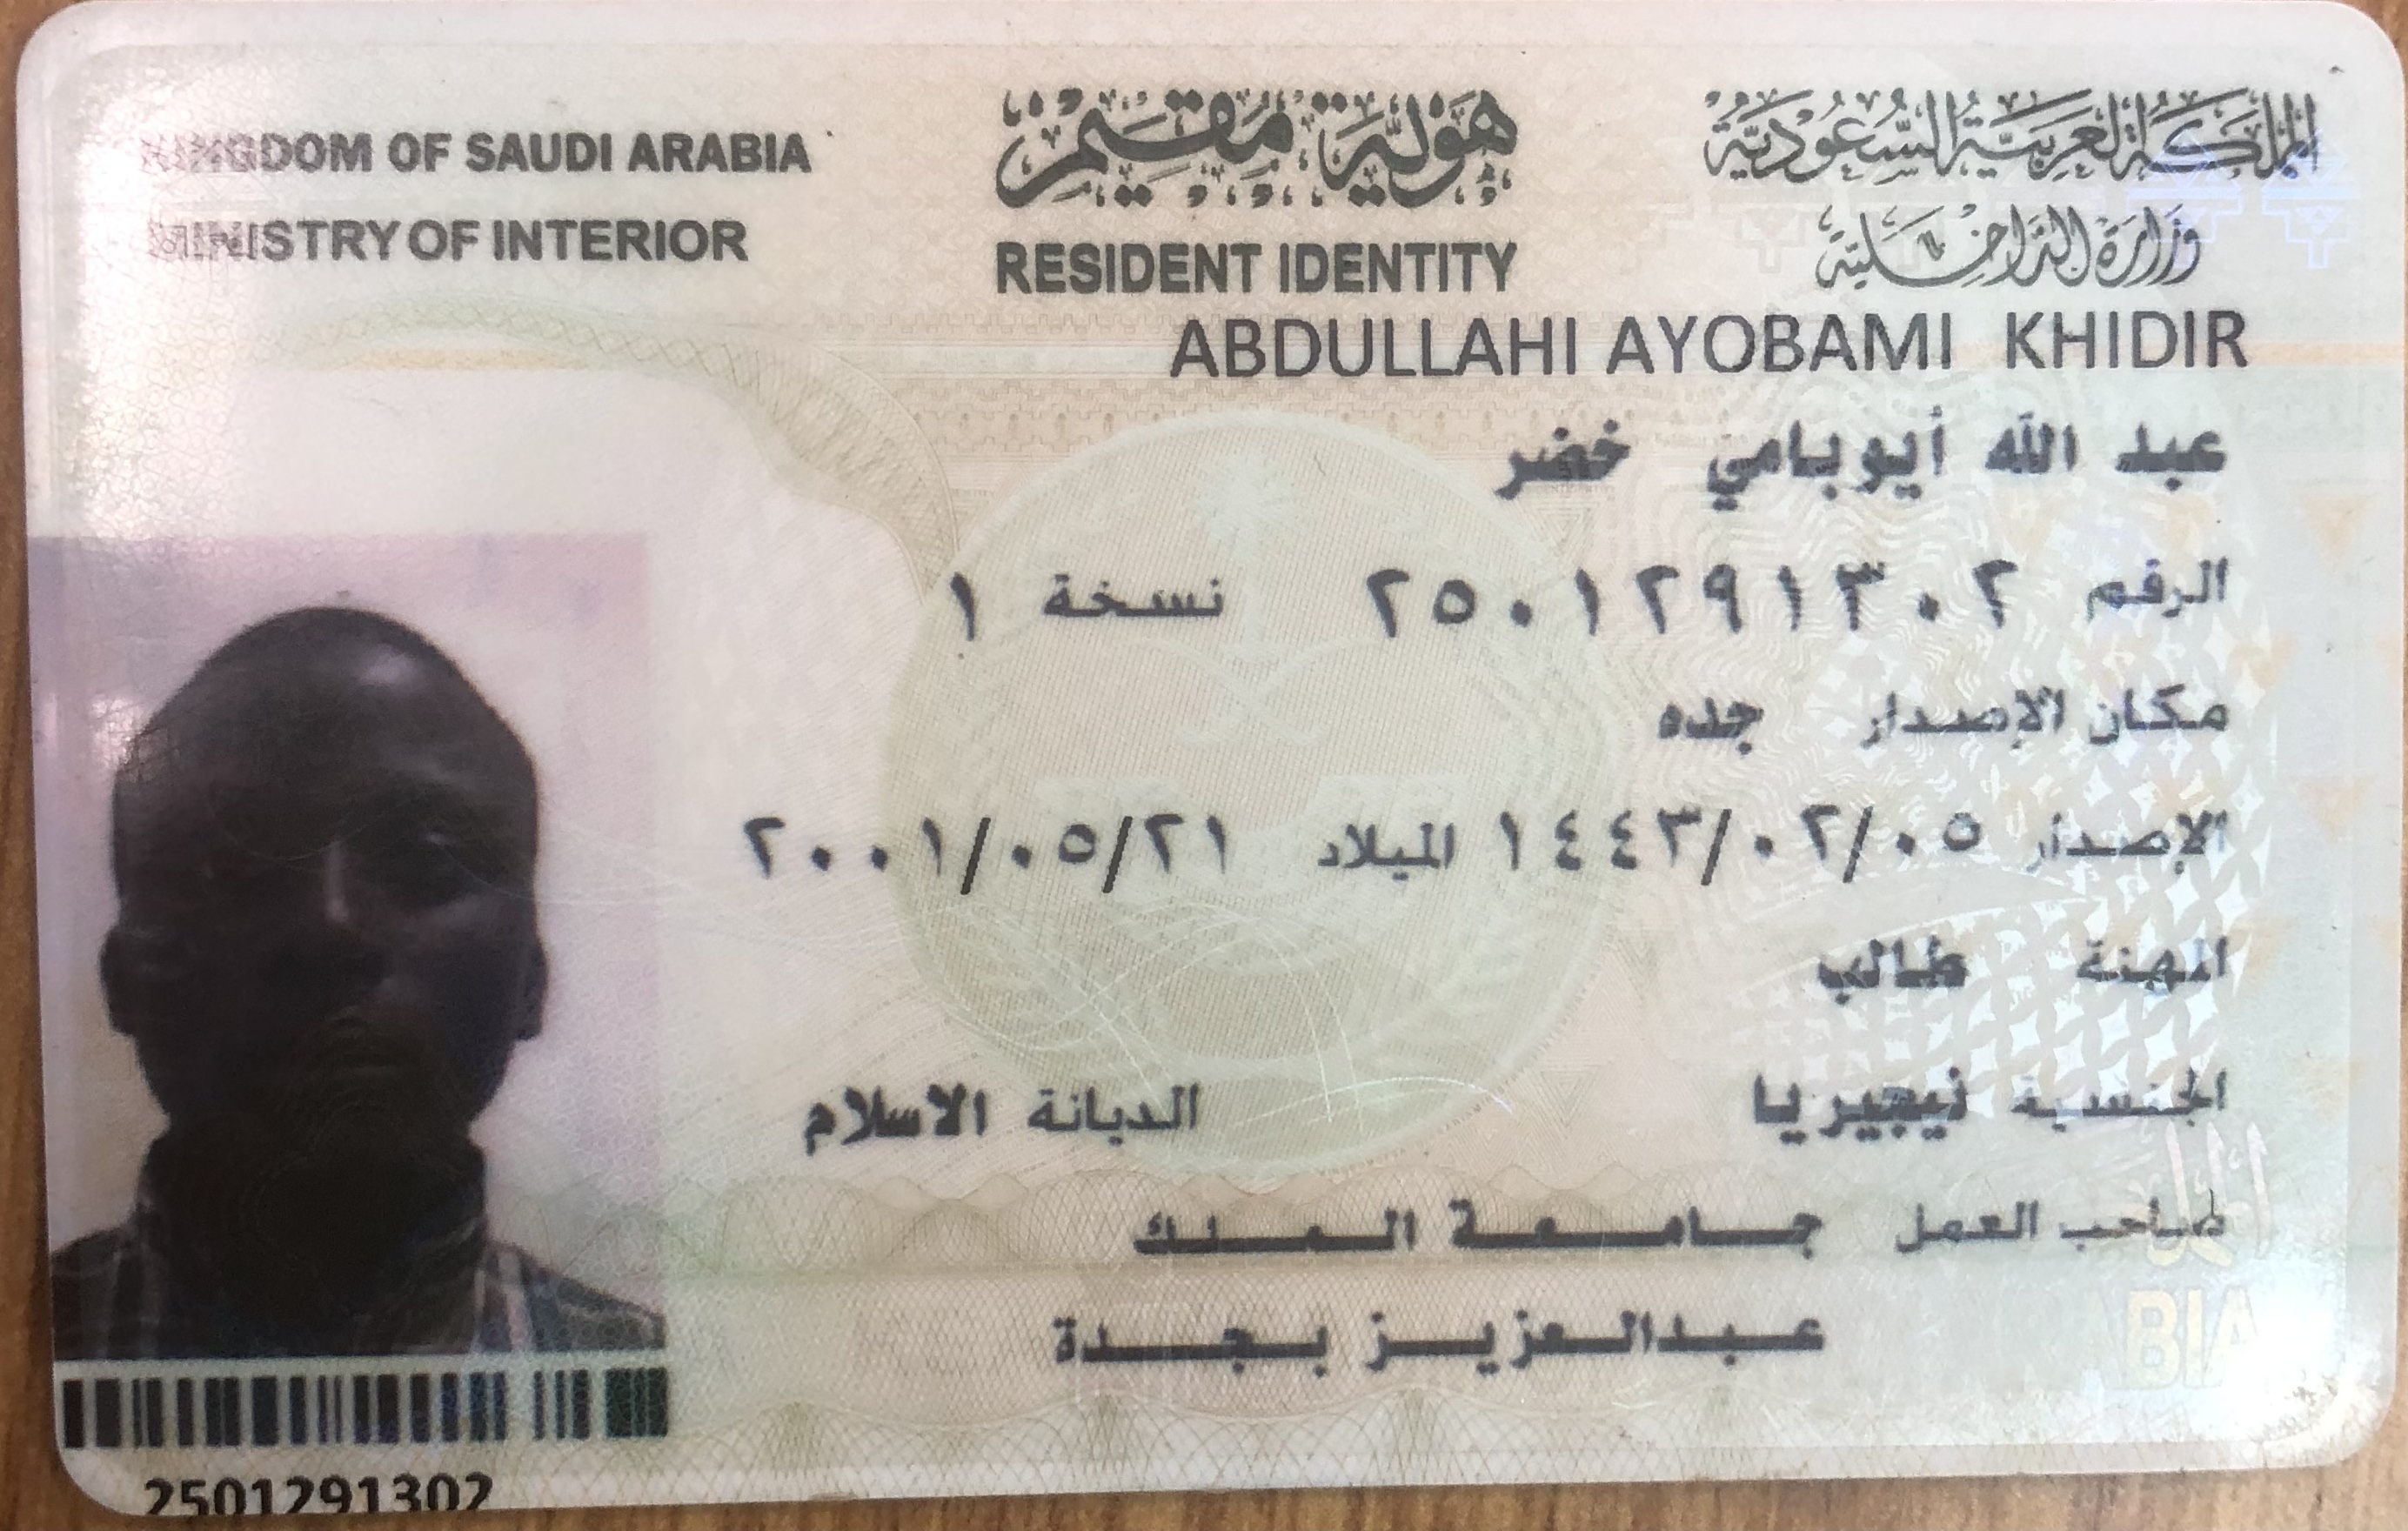 KINGDOM OF SAUDI ARABIA
MINISTRY OF INTERIOR
هوية مقيم
RESIDENT IDENTITY
المملكة العربية السعودية
وزارة الداخلية
ABDULLAHI AYOBAMI KHIDIR
عبد الله أيوبامي خضر
الرقم ٢٥٠١٢٩١٣٠٢ نسخة ١
مكان الإصدار جده
الإصدار ١٤٤٣/٠٢/٠٥ الميلاد ٢٠٠١/٠٥/٢١
المهنة طالب
الجنسية نيجيريا الديانة الاسلام
صاحب العمل جامعة الملك
عبدالعزيز بجدة
2501291302